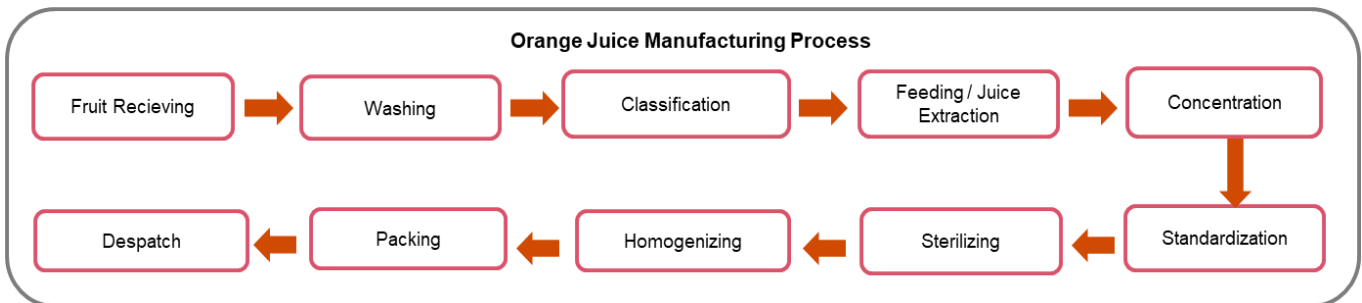 Orange Juice Manufacturing Process
Fruit Recieving
Washing
Classification
Feeding / Juice
Extraction
Concentration
Standardization
Sterilizing
Homogenizing
Packing
Despatch